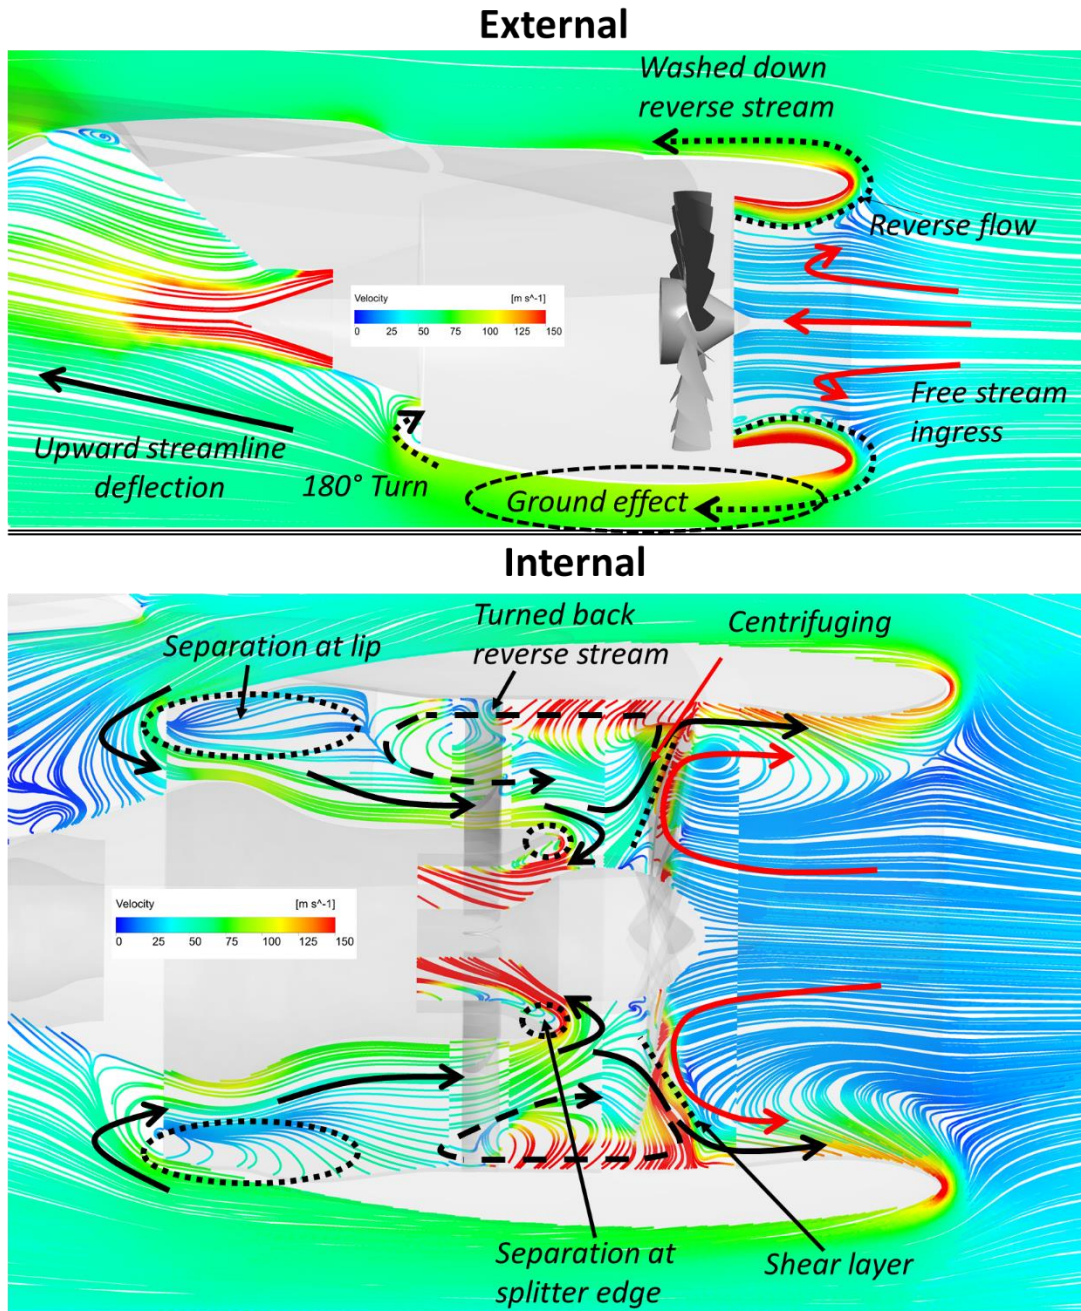 External
Washed down
reverse stream
Reverse flow
Velocity [m s^-1]
0 25 50 75 100 125 150
Free stream
ingress
Upward streamline
deflection
180° Turn
Ground effect
Internal
Separation at lip
Turned back
reverse stream
Centrifuging
Velocity [m s^-1]
0 25 50 75 100 125 150
Separation at
splitter edge
Shear layer